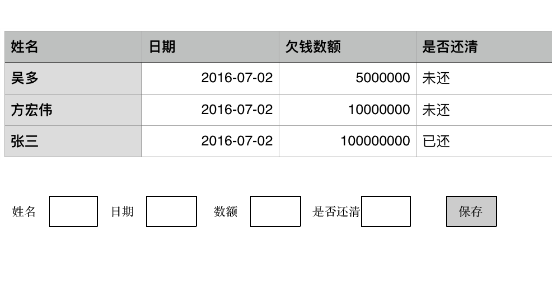 姓名 日期 欠钱数额 是否还清
吴多 2016-07-02 5000000 未还
方宏伟 2016-07-02 10000000 未还
张三 2016-07-02 100000000 已还
姓名 日期 数额 是否还清 保存